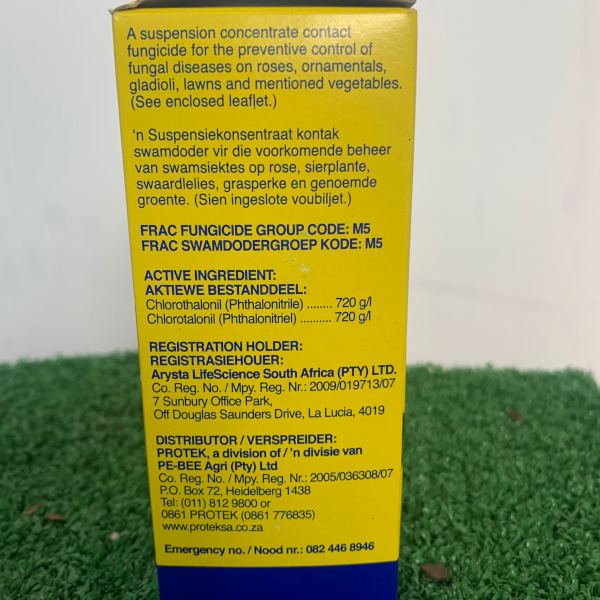 A suspension concentrate contact
fungicide for the preventive control of
fungal diseases on roses, ornamentals,
gladioli, lawns and mentioned vegetables.
(See enclosed leaflet.)
'n Suspensiekonsentraat kontak
swamdoder vir die voorkomende beheer
van swamsiektes op rose, sierplante,
swaardlelies, grasperke en genoemde
groente. (Sien ingeslote voubiljet.)
FRAC FUNGICIDE GROUP CODE: M5
FRAC SWAMDODERGROEP KODE: M5
ACTIVE INGREDIENT:
AKTIEWE BESTANDDEEL:
Chlorothalonil (Phthalonitrile) ........ 720 g/l
Chlorotalonil (Phthalonitriel) .......... 720 g/l
REGISTRATION HOLDER:
REGISTRASIEHOUER:
Arysta LifeScience South Africa (PTY) LTD.
Co. Reg. No. / Mpy. Reg. Nr.: 2009/019713/07
7 Sunbury Office Park,
Off Douglas Saunders Drive, La Lucia, 4019
DISTRIBUTOR / VERSPREIDER:
PROTEK, a division of / 'n divisie van
PE-BEE Agri (Pty) Ltd
Co. Reg. No. / Mpy. Reg. Nr.: 2005/036308/07
P.O. Box 72, Heidelberg 1438
Tel: (011) 812 9800 or
0861 PROTEK (0861 776835)
www.proteksa.co.za
Emergency no. / Nood nr.: 082 446 8946